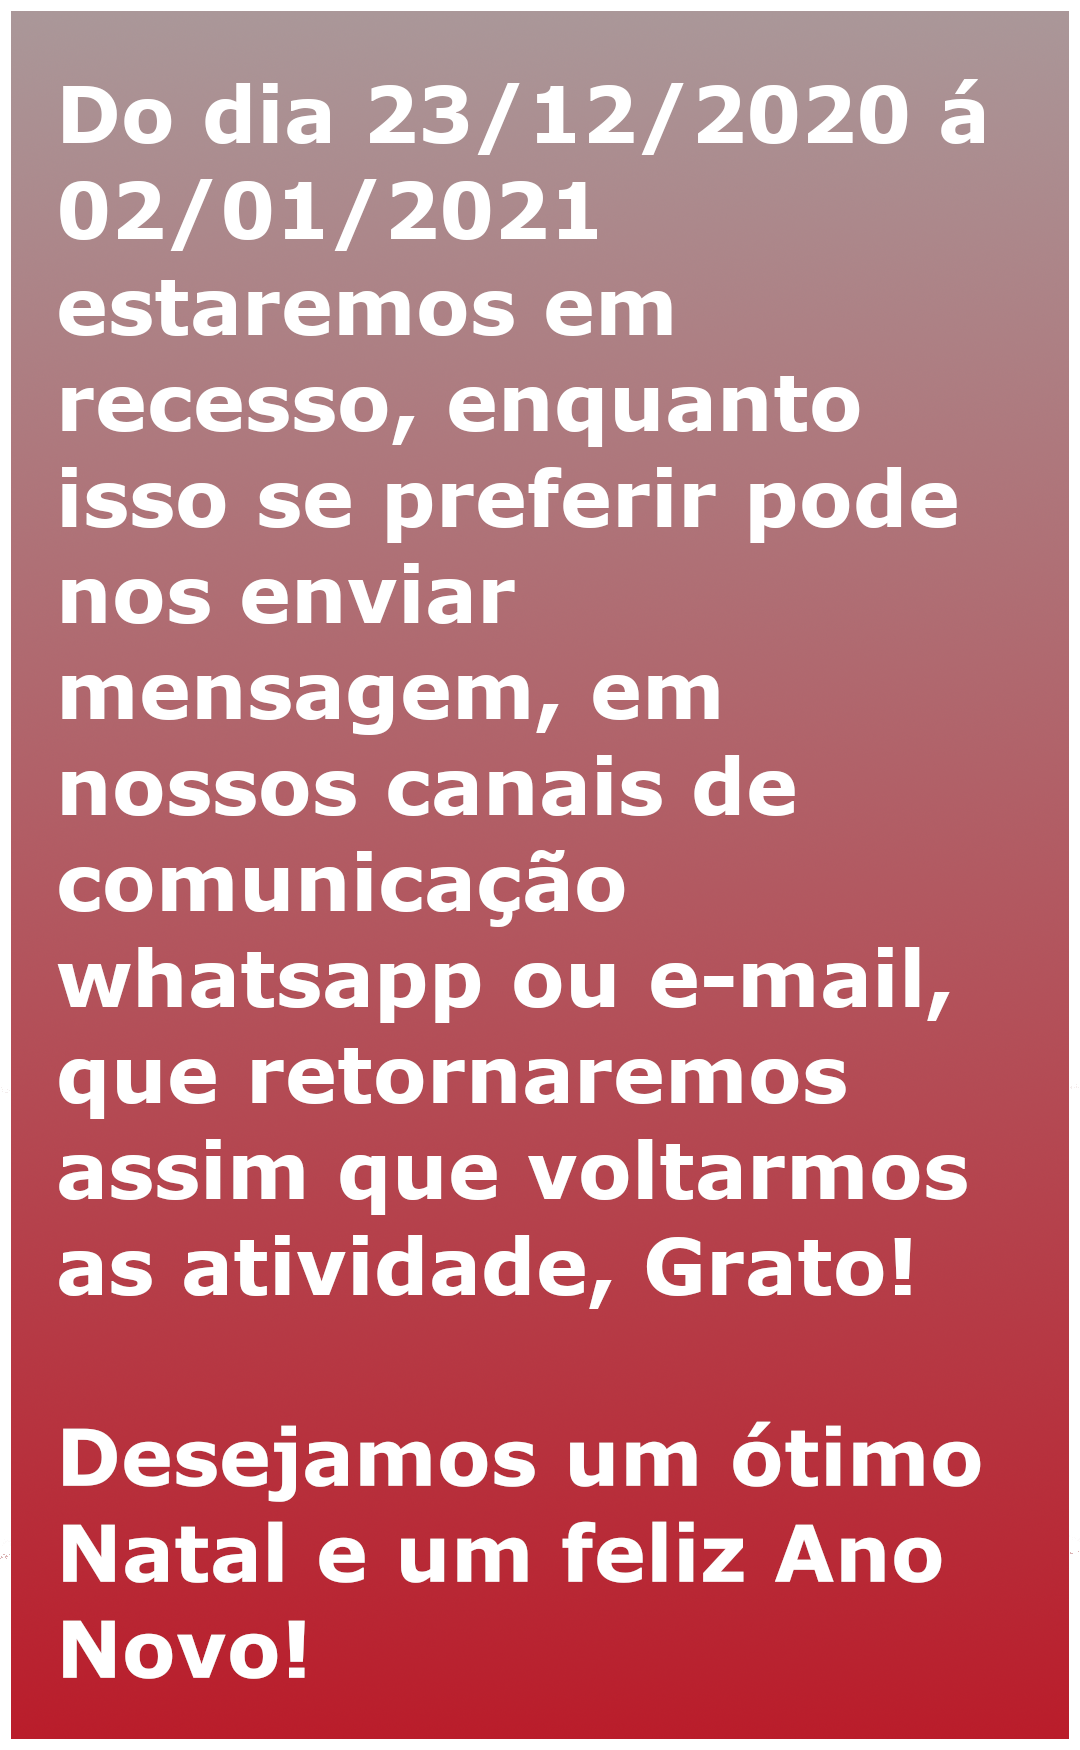 Do dia 23/12/2020 á
02/01/2021
estaremos em
recesso, enquanto
isso se preferir pode
nos enviar
mensagem, em
nossos canais de
comunicação
whatsapp ou e-mail,
que retornaremos
assim que voltarmos
as atividade, Grato!
Desejamos um ótimo
Natal e um feliz Ano
Novo!